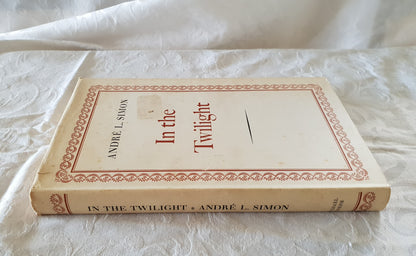 ANDRÉ L. SIMON
In the
Twilight
IN THE TWILIGHT * ANDRÉ L. SIMON